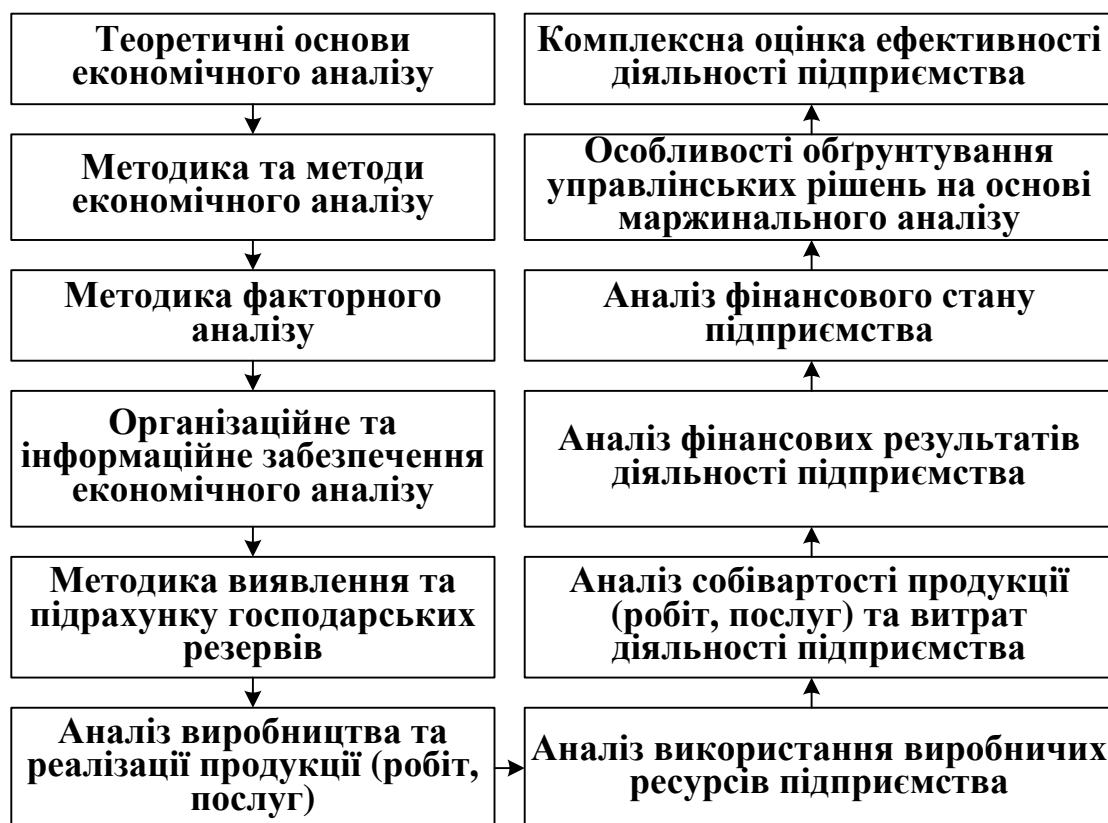 Теоретичні основи
економічного аналізу
Методика та методи
економічного аналізу
Методика факторного
аналізу
Організаційне та
інформаційне забезпечення
економічного аналізу
Методика виявлення та
підрахунку господарських
резервів
Аналіз виробництва та
реалізації продукції (робіт,
послуг)
Аналіз використання виробничих
ресурсів підприємства
Аналіз собівартості продукції
(робіт, послуг) та витрат
діяльності підприємства
Аналіз фінансових результатів
діяльності підприємства
Аналіз фінансового стану
підприємства
Особливості обґрунтування
управлінських рішень на основі
маржинального аналізу
Комплексна оцінка ефективності
діяльності підприємства